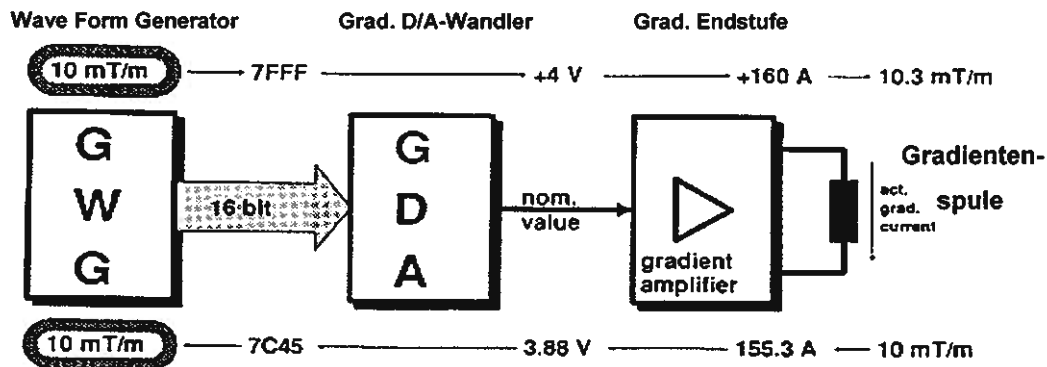 Wave Form Generator Grad. D/A-Wandler Grad. Endstufe
10 mT/m 7FFF +4 V +160 A 10.3 mT/m
G
W
G
16-bit
G
D
A
nom.
value
gradient
amplifier
act.
grad.
current
Gradienten-
spule
10 mT/m 7C45 3.88 V 155.3 A 10 mT/m